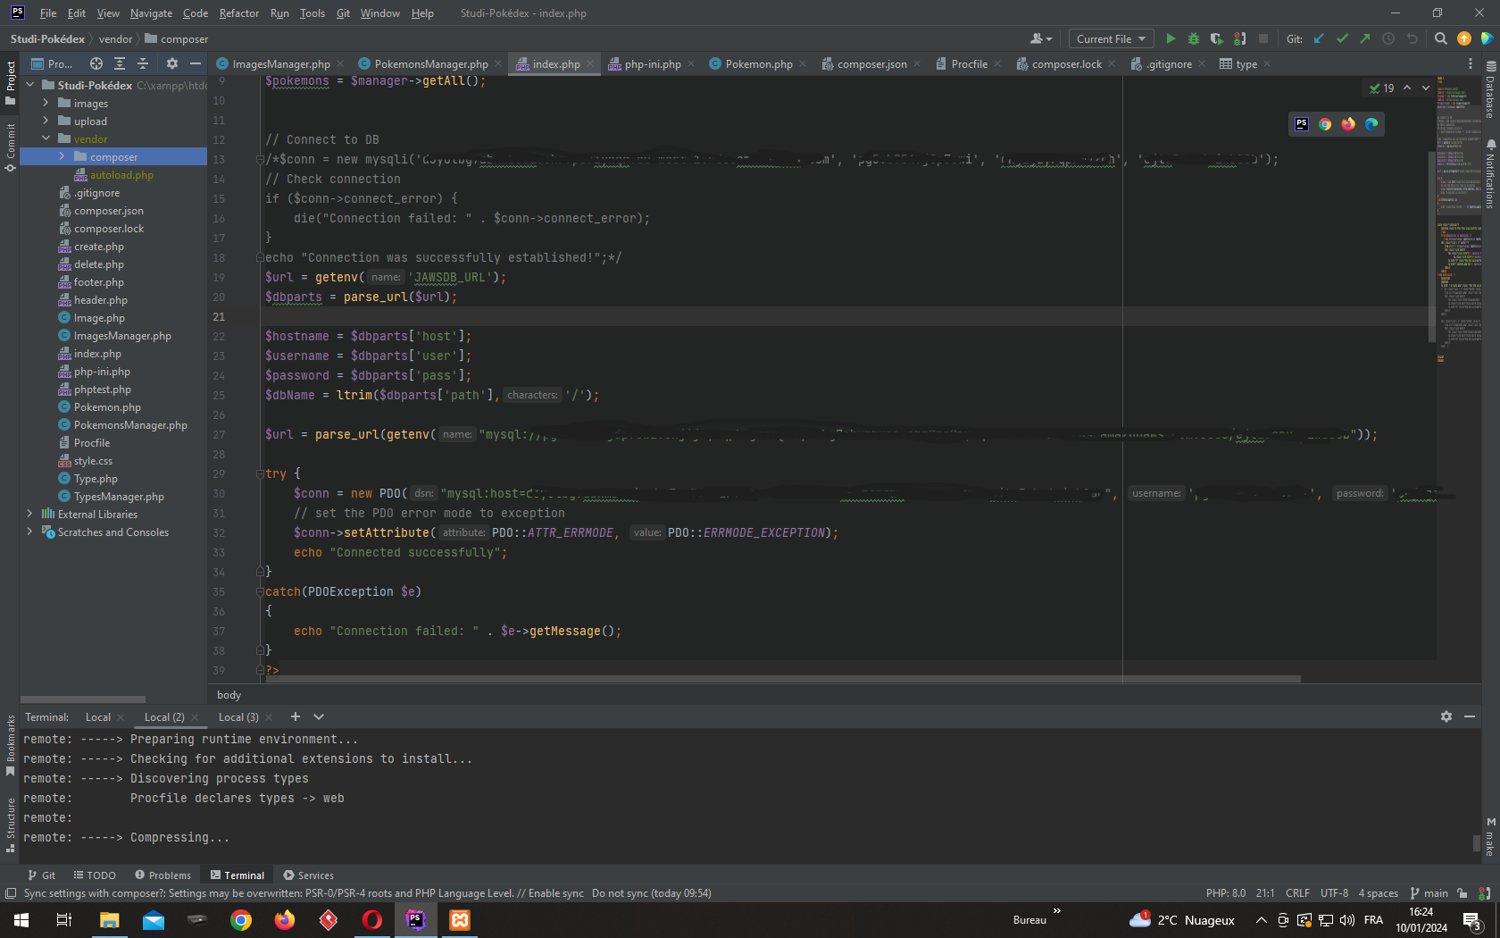 File Edit View Navigate Code Refactor Run Tools Git Window Help Studi-Pokédex - index.php
Studi-Pokédex vendor composer
Current File Git:
Pro...
ImagesManager.php PokemonsManager.php index.php php-ini.php Pokemon.php composer.json Procfile composer.lock .gitignore type
Project
Commit
Bookmarks
Structure
Database
Notifications
make
Studi-Pokédex C:\xampp\htdo
images
upload
vendor
composer
autoload.php
.gitignore
composer.json
composer.lock
create.php
delete.php
footer.php
header.php
Image.php
ImagesManager.php
index.php
php-ini.php
phptest.php
Pokemon.php
PokemonsManager.php
Procfile
style.css
Type.php
TypesManager.php
External Libraries
Scratches and Consoles
19
9 $pokemons = $manager->getAll();
10
11
12 // Connect to DB
13 /*$conn = new mysqli('
14 // Check connection
15 if ($conn->connect_error) {
16 die("Connection failed: " . $conn->connect_error);
17 }
18 echo "Connection was successfully established!";*/
19 $url = getenv( name: 'JAWSDB_URL');
20 $dbparts = parse_url($url);
21
22 $hostname = $dbparts['host'];
23 $username = $dbparts['user'];
24 $password = $dbparts['pass'];
25 $dbName = ltrim($dbparts['path'], characters: '/');
26
27 $url = parse_url(getenv( name: "mysql:// "));
28
29 try {
30 $conn = new PDO( dsn: "mysql:host= ", username: ', password: '
31 // set the PDO error mode to exception
32 $conn->setAttribute( attribute: PDO::ATTR_ERRMODE, value: PDO::ERRMODE_EXCEPTION);
33 echo "Connected successfully";
34 }
35 catch(PDOException $e)
36 {
37 echo "Connection failed: " . $e->getMessage();
38 }
39 ?>
body
Terminal: Local Local (2) Local (3)
remote: -----> Preparing runtime environment...
remote: -----> Checking for additional extensions to install...
remote: -----> Discovering process types
remote: Procfile declares types -> web
remote:
remote: -----> Compressing...
Git TODO Problems Terminal Services
Sync settings with composer?: Settings may be overwritten: PSR-0/PSR-4 roots and PHP Language Level. // Enable sync Do not sync (today 09:54) PHP: 8.0 21:1 CRLF UTF-8 4 spaces main
Bureau 2°C Nuageux FRA 16:24
10/01/2024